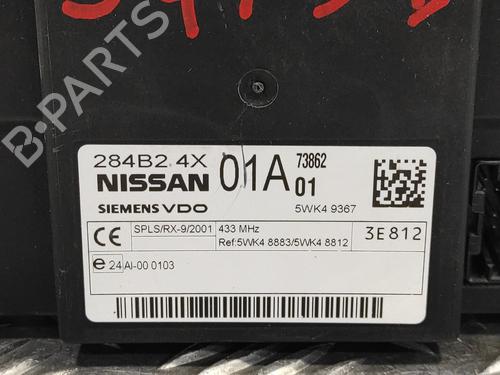 284B2 4X 01A 73862 01
NISSAN
SIEMENS VDO 5WK4 9367
CE SPLS/RX-9/2001 433 MHz 3E812
Ref:5WK4 8883/5WK4 8812
e 24 AI-00 0103
B-PARTS